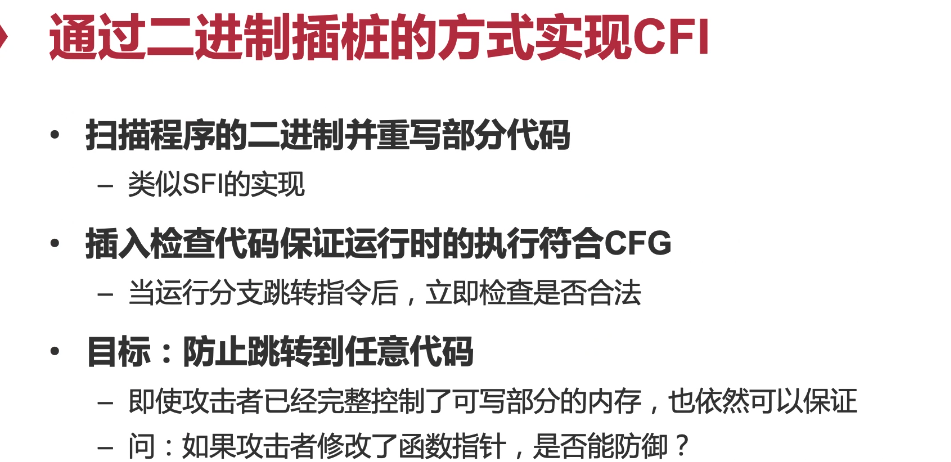 通过二进制插桩的方式实现CFI
• 扫描程序的二进制并重写部分代码
– 类似SFI的实现
• 插入检查代码保证运行时的执行符合CFG
– 当运行分支跳转指令后，立即检查是否合法
• 目标：防止跳转到任意代码
– 即使攻击者已经完整控制了可写部分的内存，也依然可以保证
– 问：如果攻击者修改了函数指针，是否能防御？